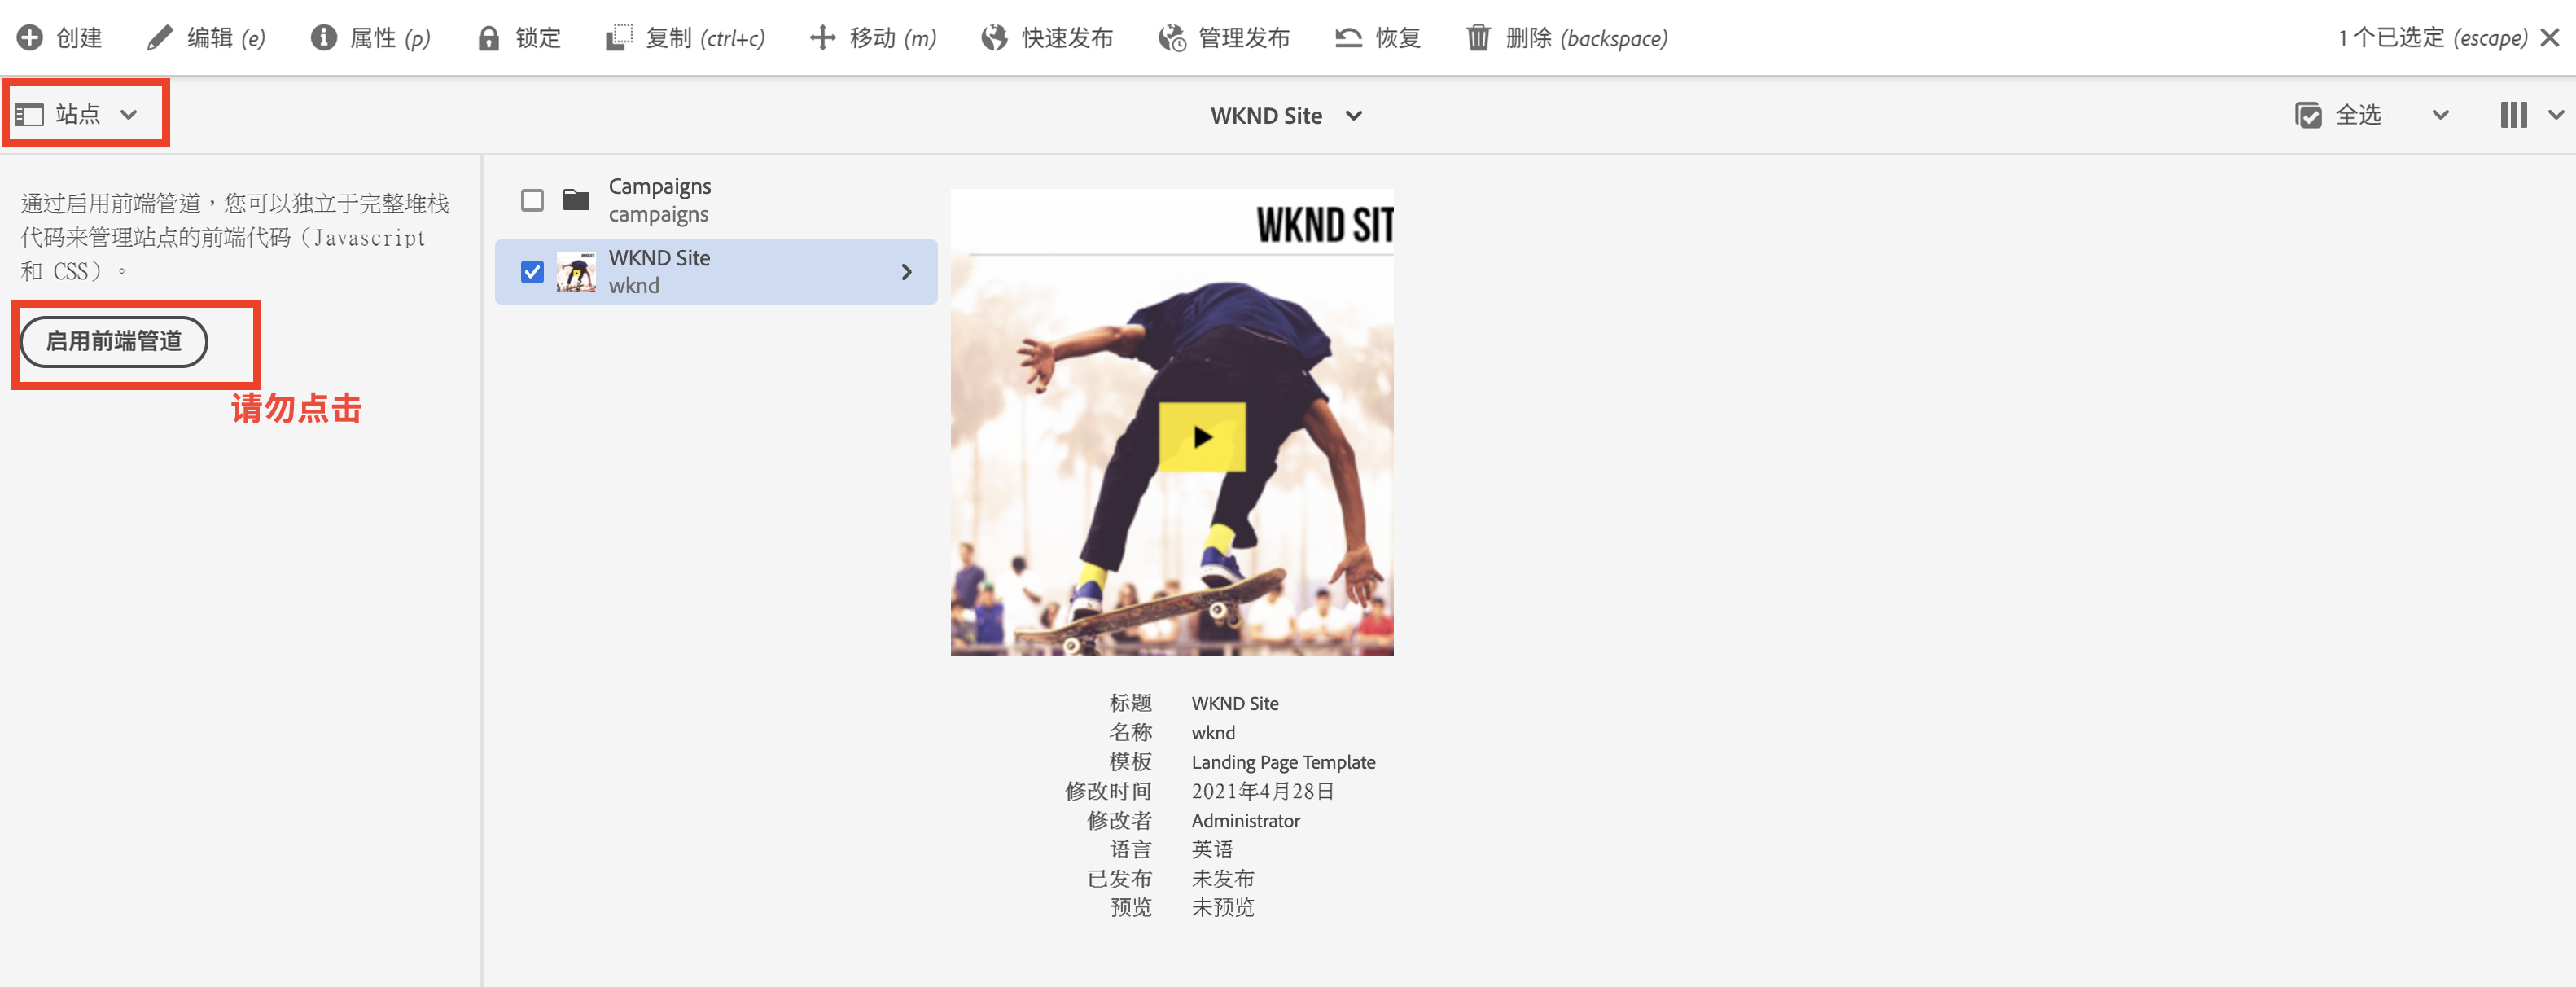 创建 编辑 (e) 属性 (p) 锁定 复制 (ctrl+c) 移动 (m) 快速发布 管理发布 恢复 删除 (backspace) 1 个已选定 (escape)
站点 WKND Site 全选
通过启用前端管道，您可以独立于完整堆栈
代码来管理站点的前端代码（Javascript
和 CSS）。
启用前端管道
请勿点击
Campaigns
campaigns
WKND Site
wknd
WKND SIT
标题 WKND Site
名称 wknd
模板 Landing Page Template
修改时间 2021年4月28日
修改者 Administrator
语言 英语
已发布 未发布
预览 未预览